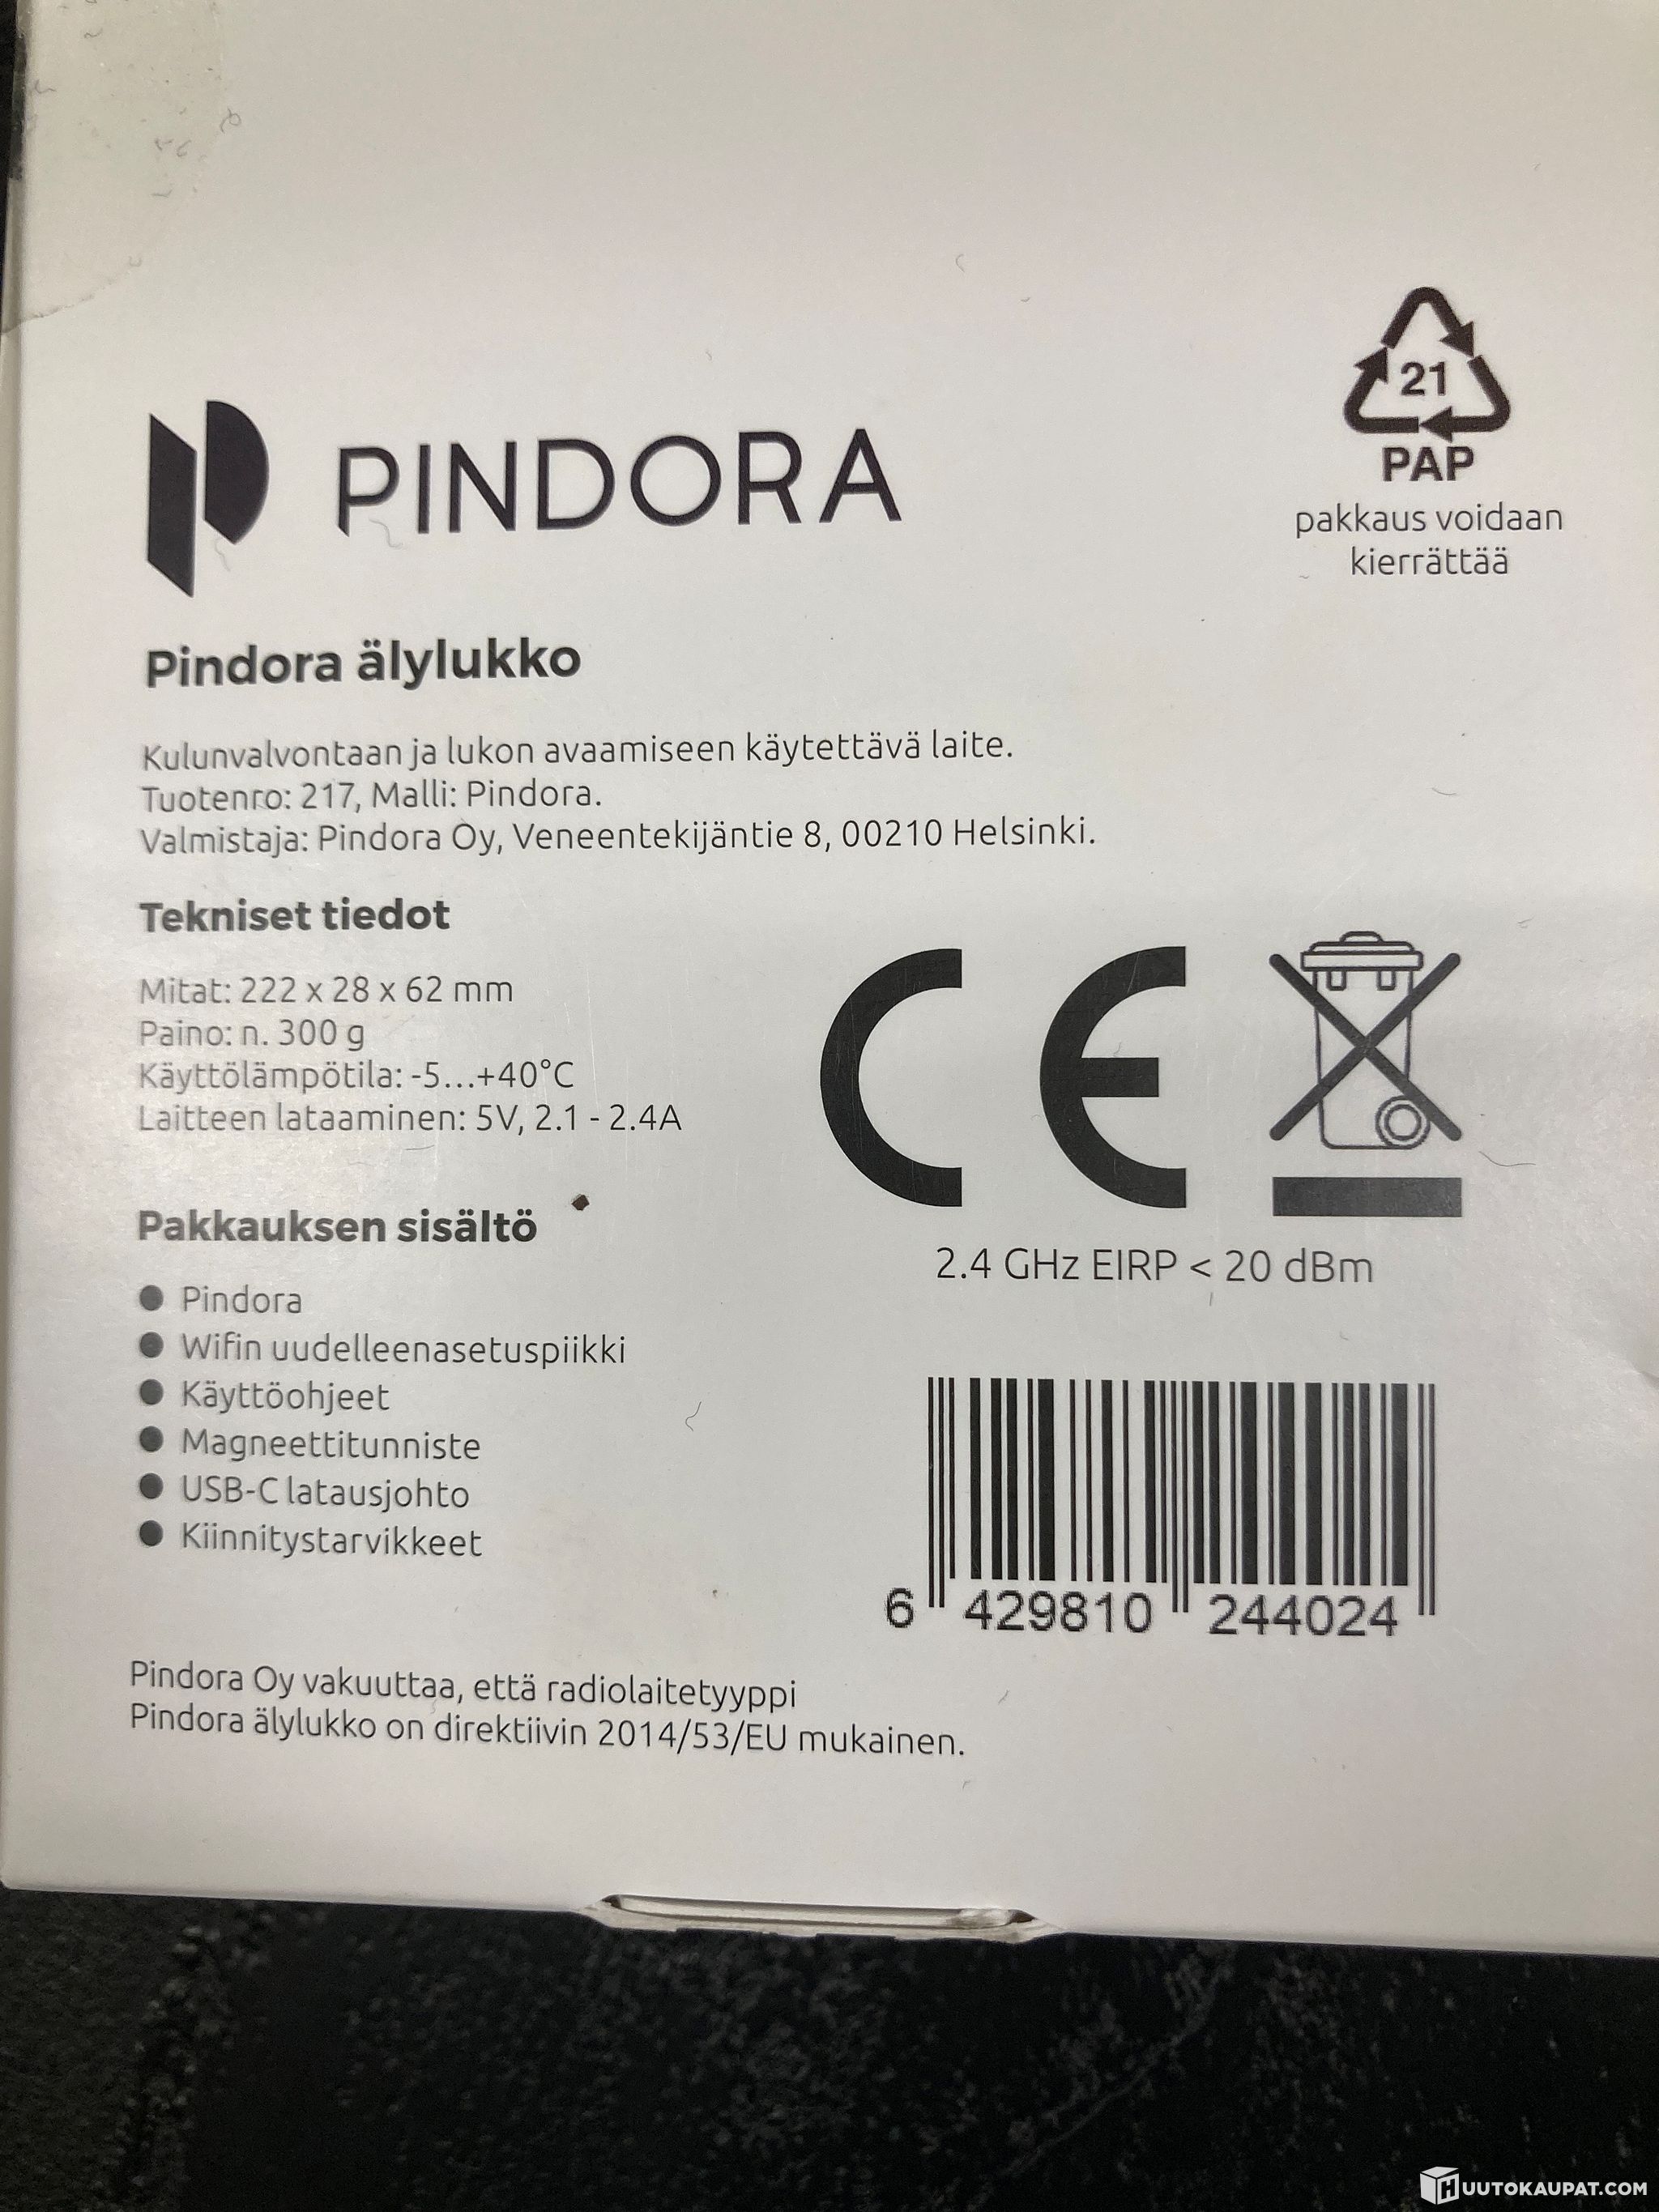 21
PAP
pakkaus voidaan
kierrättää
PINDORA
Pindora älylukko
Kulunvalvontaan ja lukon avaamiseen käytettävä laite.
Tuotenro: 217, Malli: Pindora.
Valmistaja: Pindora Oy, Veneentekijäntie 8, 00210 Helsinki.
Tekniset tiedot
Mitat: 222 x 28 x 62 mm
Paino: n. 300 g
Käyttölämpötila: -5...+40°C
Laitteen lataaminen: 5V, 2.1 - 2.4A
CE
2.4 GHz EIRP < 20 dBm
Pakkauksen sisältö
● Pindora
● Wifin uudelleenasetuspiikki
● Käyttöohjeet
● Magneettitunniste
● USB-C latausjohto
● Kiinnitystarvikkeet
6 429810 244024
Pindora Oy vakuuttaa, että radiolaitetyyppi
Pindora älylukko on direktiivin 2014/53/EU mukainen.
HUUTOKAUPAT.COM